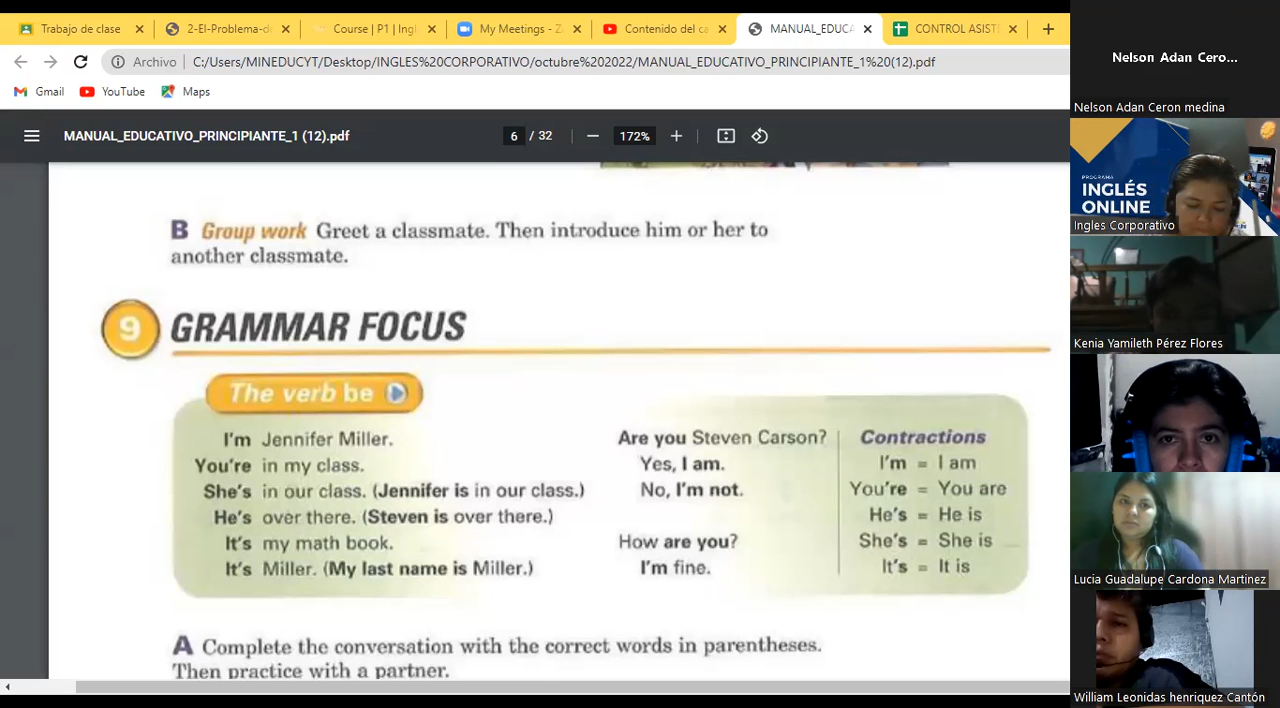 Trabajo de clase
2-El-Problema-de
Course | P1 | Ingl
My Meetings - Z
Contenido del ca
MANUAL_EDUCA
CONTROL ASISTE
Archivo | C:/Users/MINEDUCYT/Desktop/INGLES%20CORPORATIVO/octubre%202022/MANUAL_EDUCATIVO_PRINCIPIANTE_1%20(12).pdf
Gmail YouTube Maps
MANUAL_EDUCATIVO_PRINCIPIANTE_1 (12).pdf
6 / 32
172%
B Group work Greet a classmate. Then introduce him or her to
another classmate.
9 GRAMMAR FOCUS
The verb be
I'm Jennifer Miller.
You're in my class.
She's in our class. (Jennifer is in our class.)
He's over there. (Steven is over there.)
It's my math book.
It's Miller. (My last name is Miller.)
Are you Steven Carson?
Yes, I am.
No, I'm not.
How are you?
I'm fine.
Contractions
I'm = I am
You're = You are
He's = He is
She's = She is
It's = It is
A Complete the conversation with the correct words in parentheses.
Then practice with a partner.
Nelson Adan Cero...
Nelson Adan Ceron medina
PROGRAMA
INGLÉS
ONLINE
Ingles Corporativo
Kenia Yamileth Pérez Flores
Lucia Guadalupe Cardona Martinez
William Leonidas henriquez Cantón